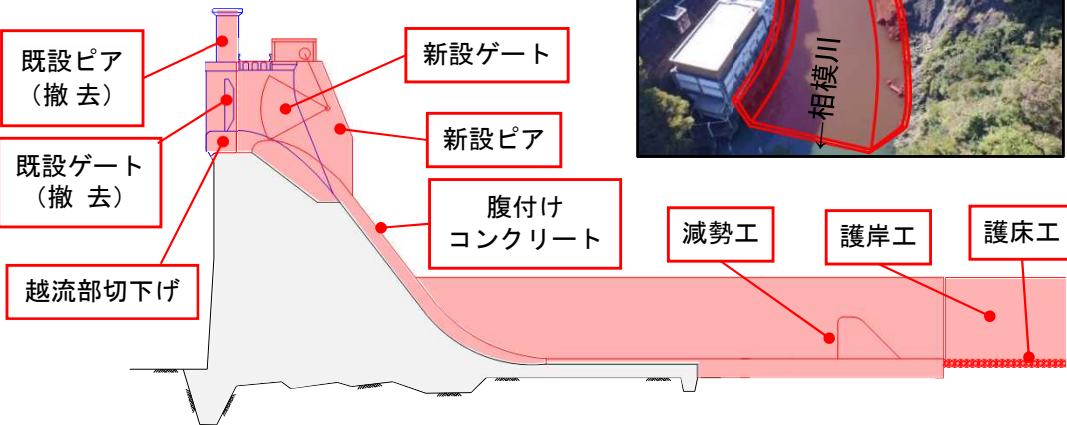 既設ピア
(撤 去)
新設ゲート
←相模川
新設ピア
既設ゲート
(撤 去)
腹付け
コンクリート
減勢工
護岸工
護床工
越流部切下げ